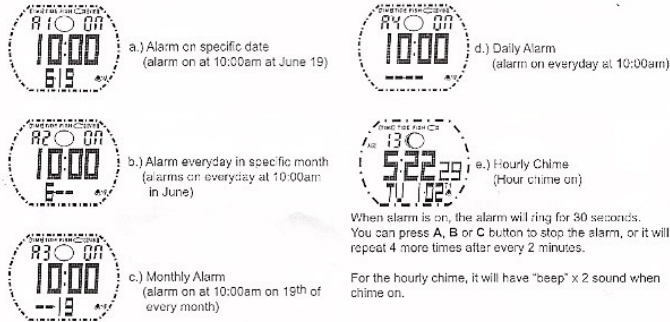 A1 ON
10:00
619
a.) Alarm on specific date
(alarm on at 10:00am at June 19)
A2 ON
10:00
6--
b.) Alarm everyday in specific month
(alarms on everyday at 10:00am
in June)
A3 ON
10:00
--19
c.) Monthly Alarm
(alarm on at 10:00am on 19th of
every month)
A4 ON
10:00
----
d.) Daily Alarm
(alarm on everyday at 10:00am)
TIME TIDE FISH
AGE 13
5:22 29
TU 102
e.) Hourly Chime
(Hour chime on)
When alarm is on, the alarm will ring for 30 seconds.
You can press A, B or C button to stop the alarm, or it will
repeat 4 more times after every 2 minutes.
For the hourly chime, it will have "beep" x 2 sound when
chime on.